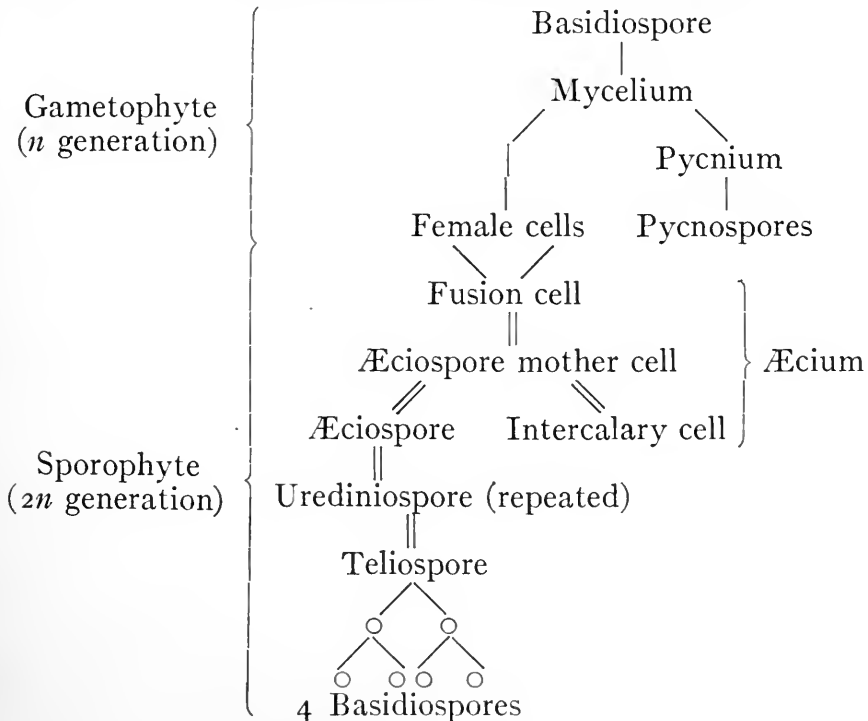 Basidiospore
Mycelium
Gametophyte
(n generation)
Pycnium
Female cells Pycnospores
Fusion cell
Æciospore mother cell
Æcium
Æciospore Intercalary cell
Sporophyte
(2n generation)
Urediniospore (repeated)
Teliospore
4 Basidiospores